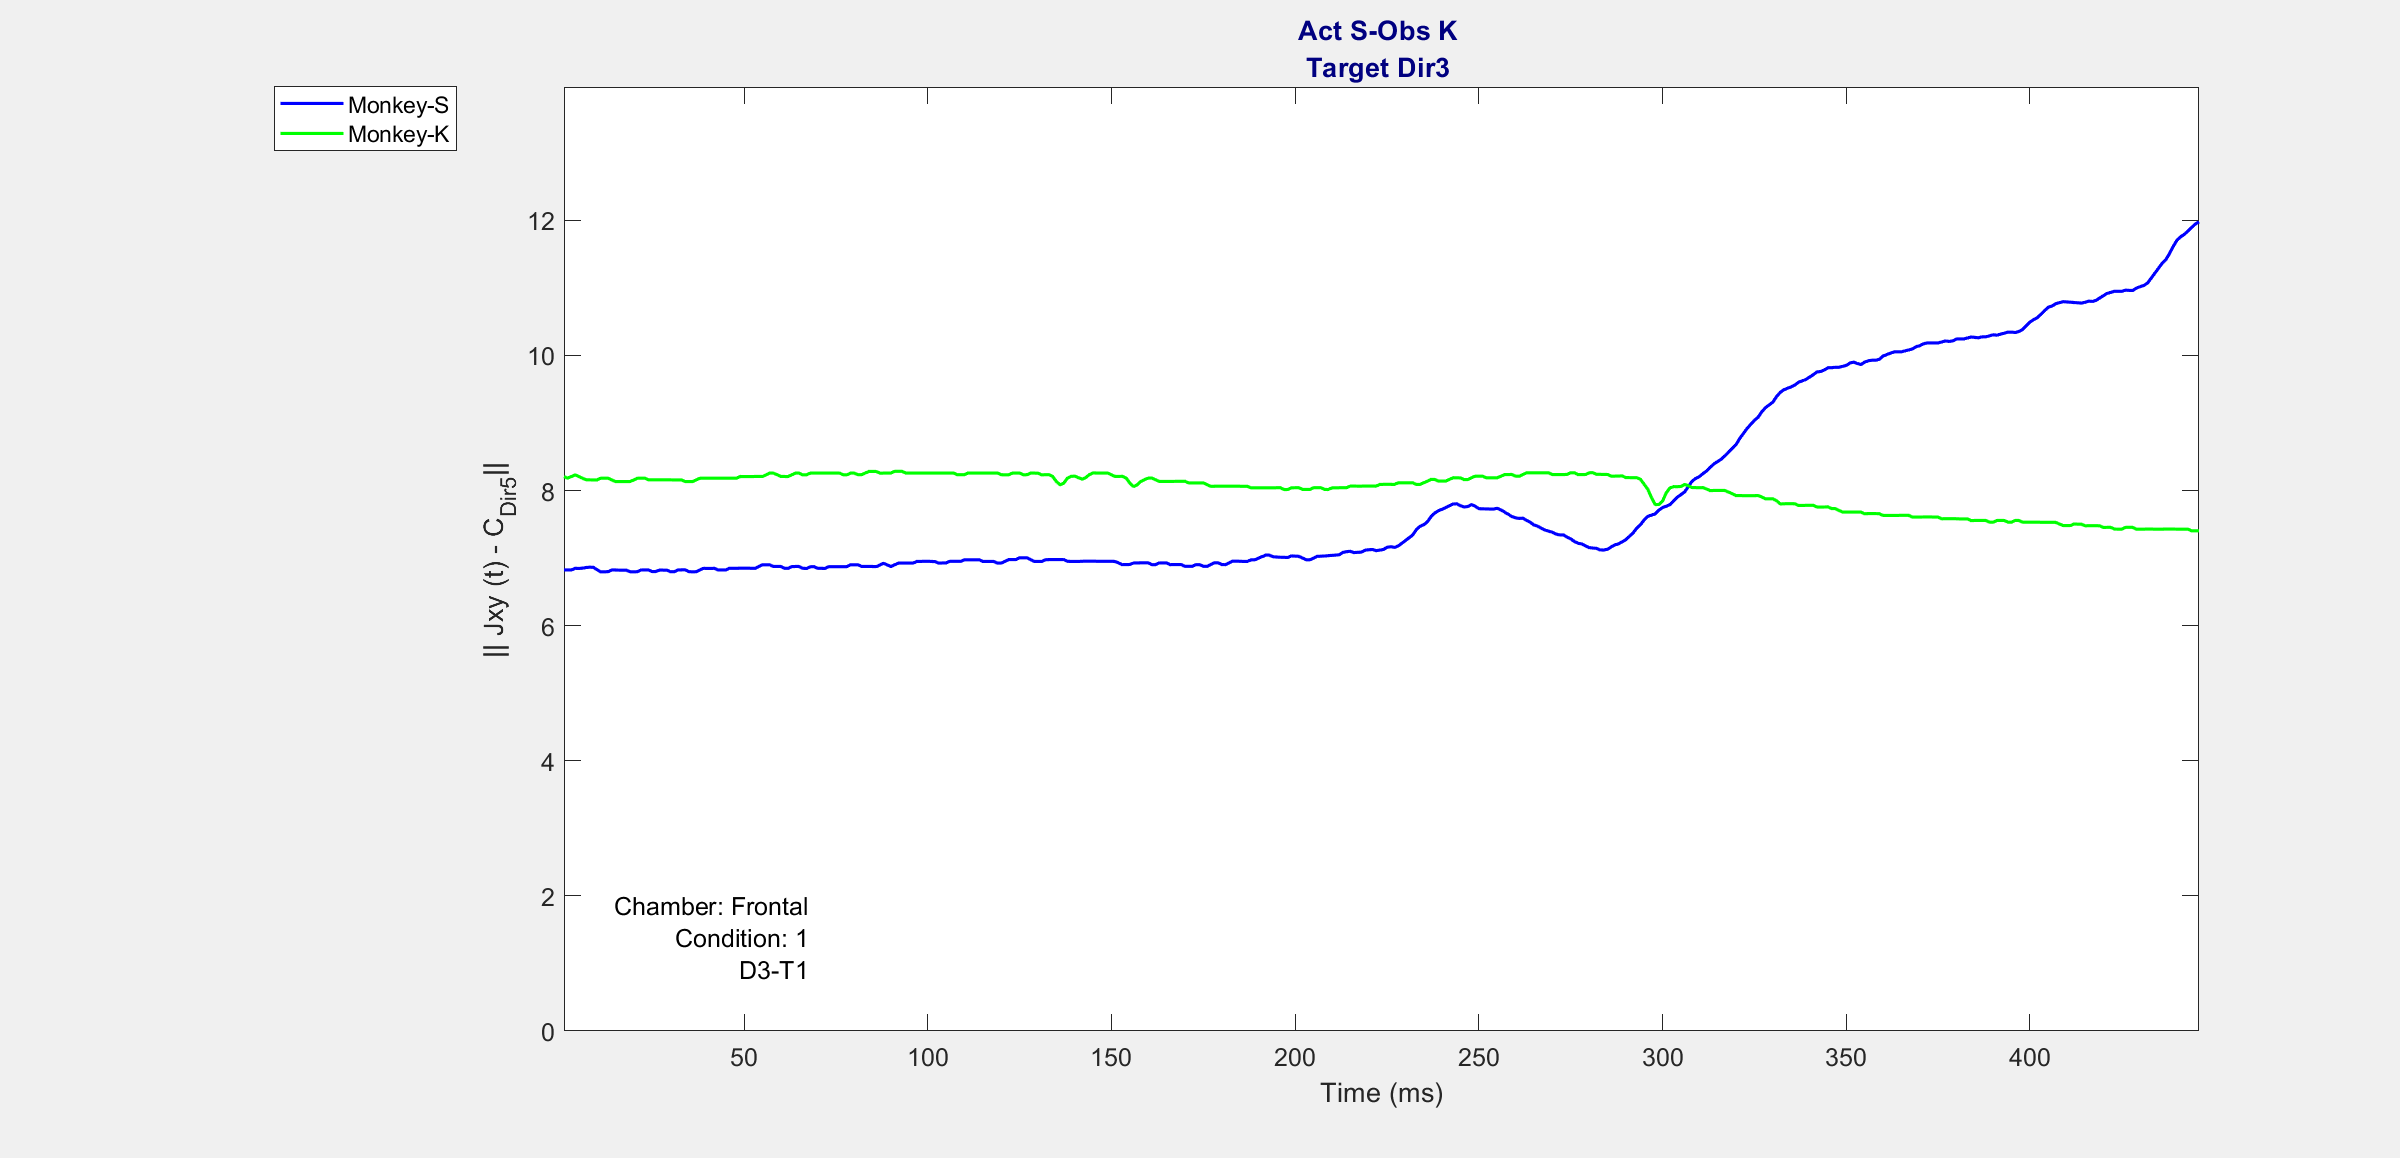 Act S-Obs K
Target Dir3
Monkey-S
Monkey-K
|| Jxy (t) - C_Dir5||
12
10
8
6
4
2
0
Chamber: Frontal
Condition: 1
D3-T1
50 100 150 200 250 300 350 400
Time (ms)